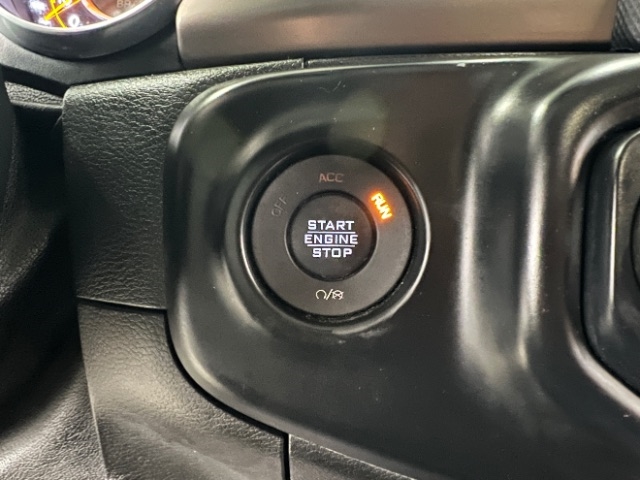 ACC
OFF
RUN
START
ENGINE
STOP